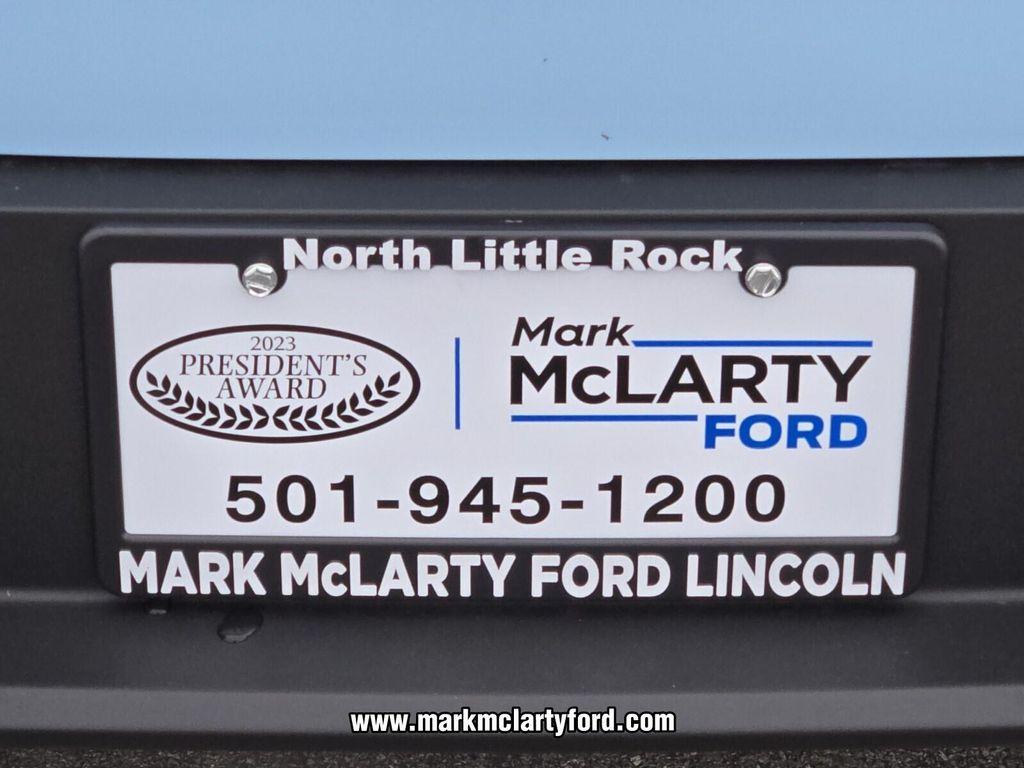 North Little Rock
2023
PRESIDENT'S
AWARD
Mark
McLARTY
FORD
501-945-1200
MARK McLARTY FORD LINCOLN
www.markmclartyford.com